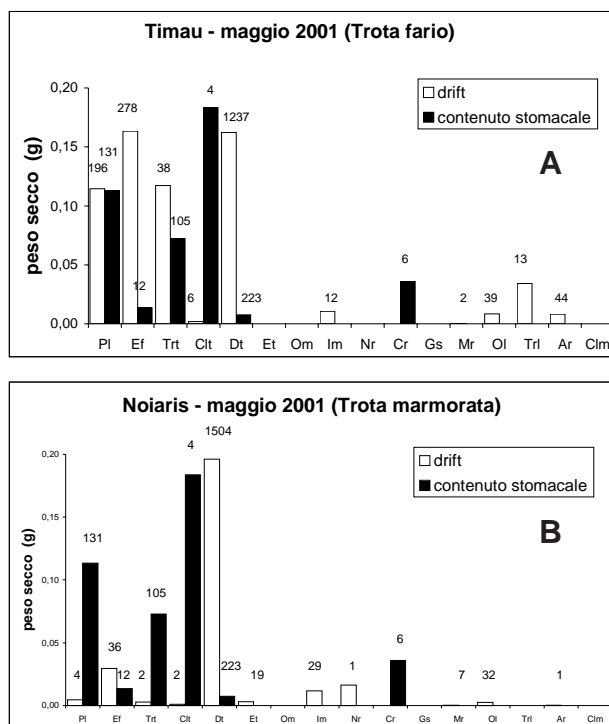 Timau - maggio 2001 (Trota fario)
peso secco (g)
0,20
0,15
0,10
0,05
0,00
drift
contenuto stomacale
A
196 131 278 12 38 105 6 4 1237 223 12 6 2 39 13 44
Pl Ef Trt Clt Dt Et Om Im Nr Cr Gs Mr Ol Trl Ar Clm
Noiaris - maggio 2001 (Trota marmorata)
peso secco (g)
0,20
0,15
0,10
0,05
0,00
drift
contenuto stomacale
B
4 131 36 12 2 105 2 4 1504 223 19 29 1 6 7 32 1
Pl Ef Trt Clt Dt Et Om Im Nr Cr Gs Mr Ol Trl Ar Clm